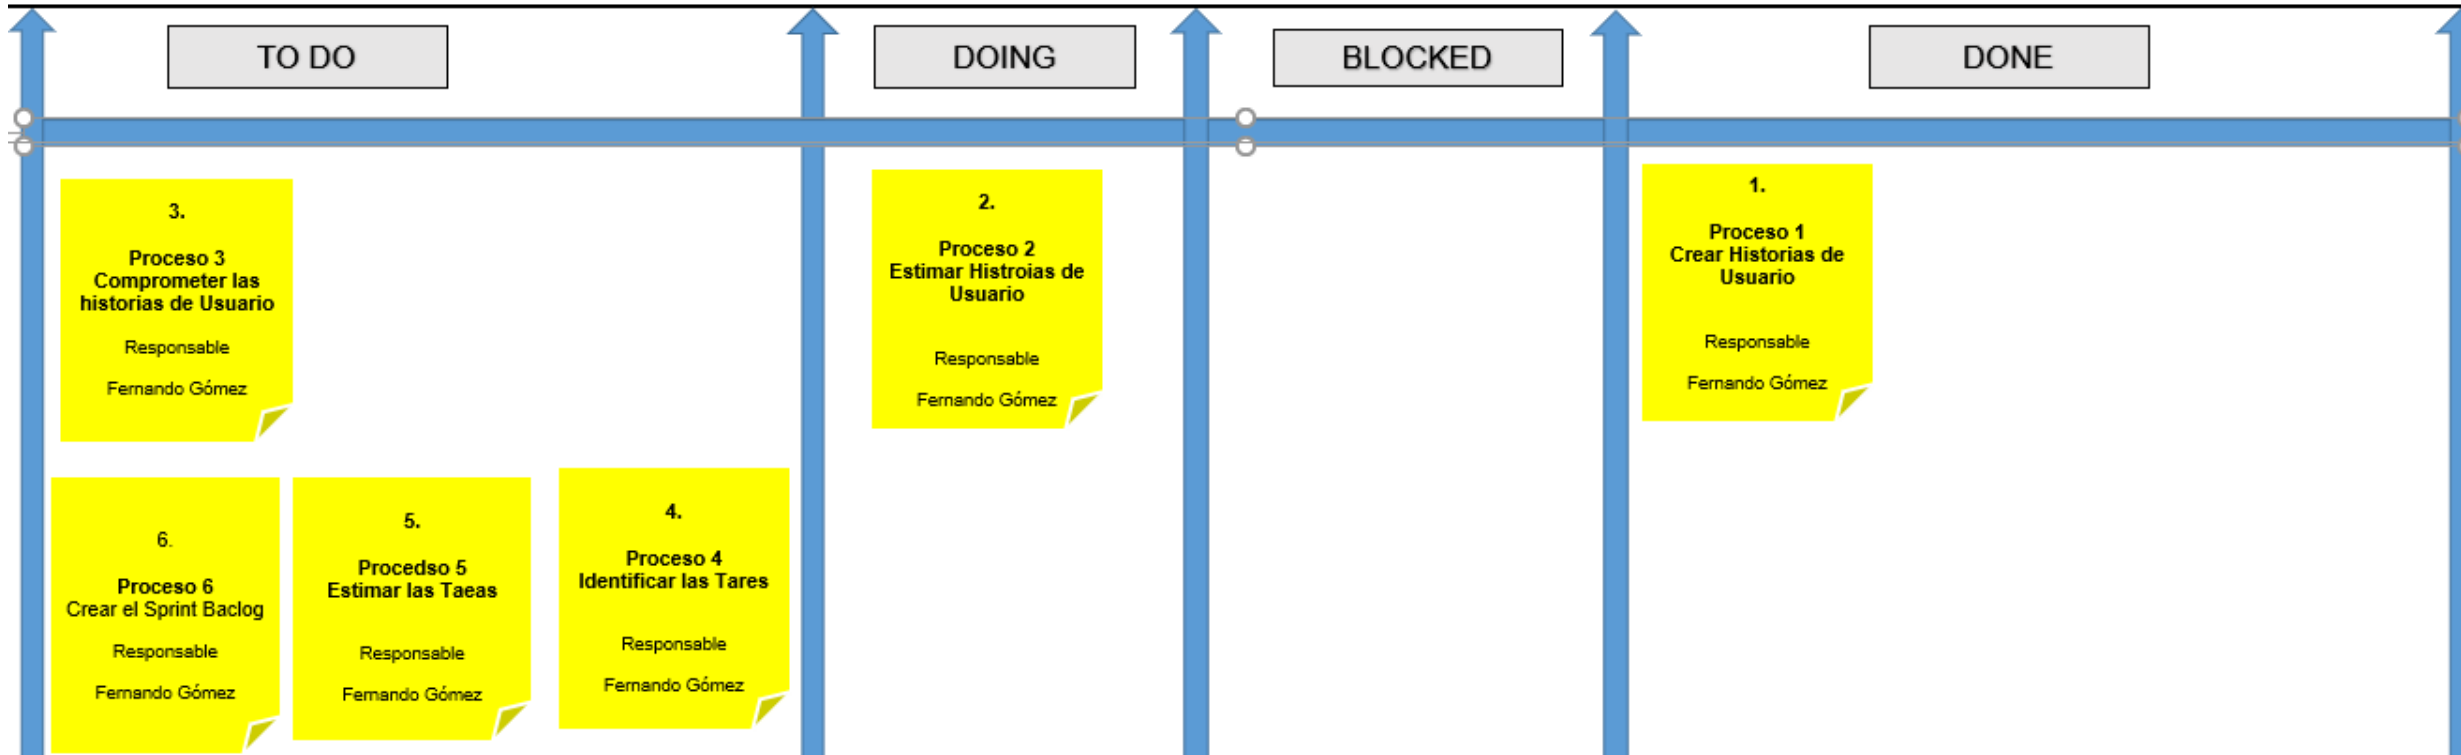 TO DO
DOING
BLOCKED
DONE
3.
Proceso 3
Comprometer las
historias de Usuario
Responsable
Fernando Gómez
2.
Proceso 2
Estimar Histroias de
Usuario
Responsable
Fernando Gómez
1.
Proceso 1
Crear Historias de
Usuario
Responsable
Fernando Gómez
6.
Proceso 6
Crear el Sprint Baclog
Responsable
Fernando Gómez
5.
Procedso 5
Estimar las Taeas
Responsable
Fernando Gómez
4.
Proceso 4
Identificar las Tares
Responsable
Fernando Gómez